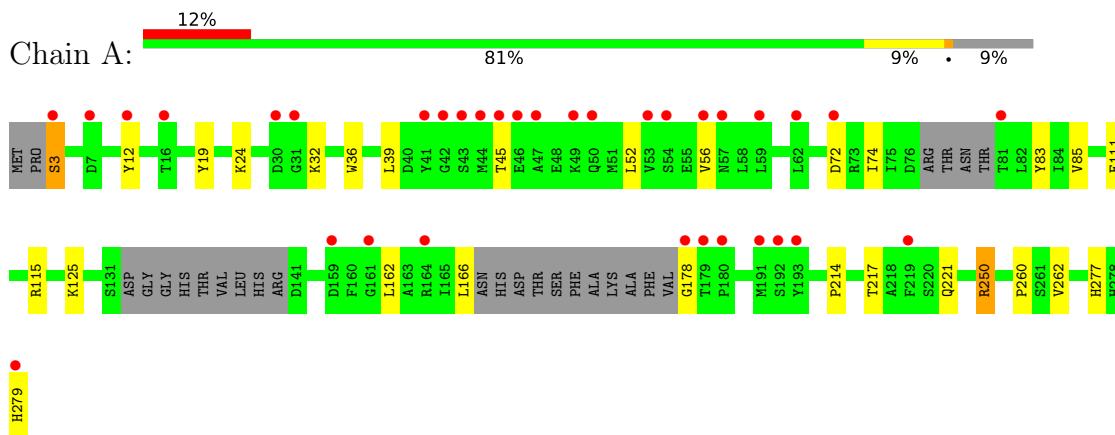 12%
Chain A:
81% 9% • 9%
MET PRO S3 D7 Y12 T16 Y19 K24 D30 G31 K32 W36 L39 D40 Y41 G42 S43 M44 T45 E46 A47 E48 K49 Q50 M51 L52 V53 S54 E55 V56 N57 L58 L59 L62 D72 R73 I74 I75 D76 ARG THR ASN THR T81 L82 Y83 I84 V85
R115 K125 S131 ASP GLY GLY HIS THR VAL LEU HIS ARG D141 D159 F160 G161 L162 A163 R164 I165 L166 ASN HIS ASP THR SER PHE ALA LYS ALA PHE VAL G178 T179 P180 M191 S192 Y193 P214 T217 A218 F219 S220 Q221 R250 P260 S261 V262 H277
H279